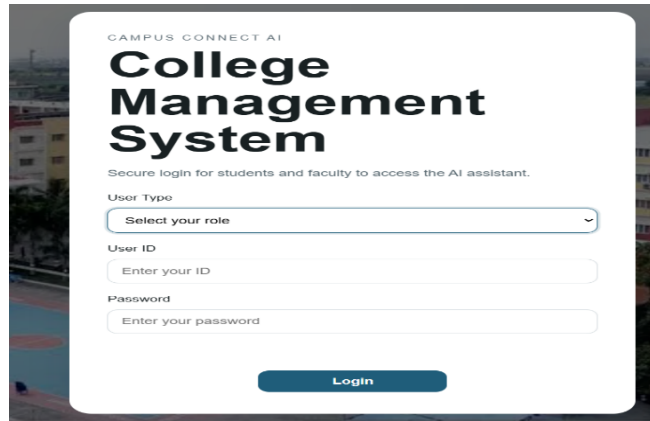 CAMPUS CONNECT AI
College
Management
System
Secure login for students and faculty to access the AI assistant.
User Type
Select your role
User ID
Enter your ID
Password
Enter your password
Login